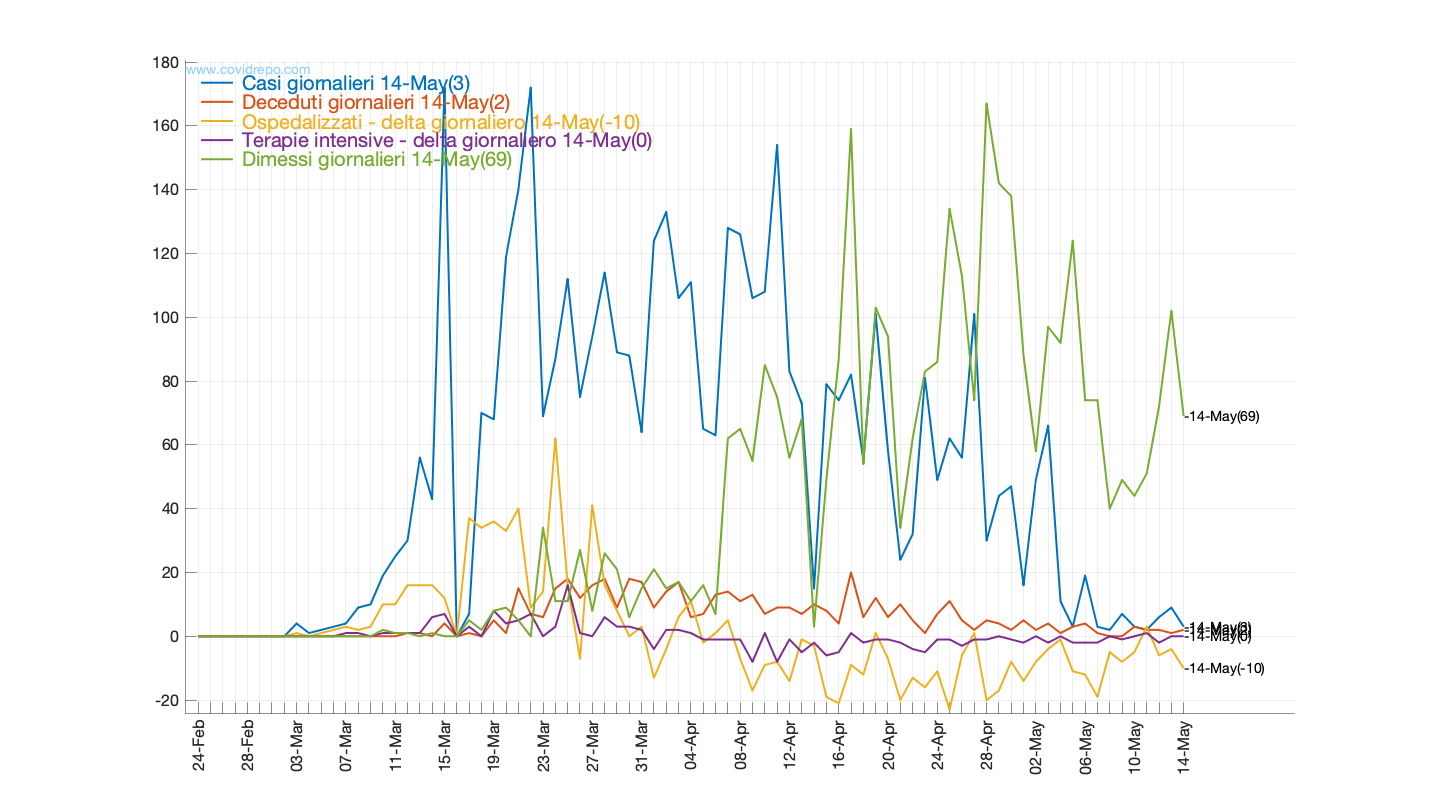 180
www.covidrepo.com
Casi giornalieri 14-May(3)
Deceduti giornalieri 14-May(2)
Ospedalizzati - delta giornaliero 14-May(-10)
Terapie intensive - delta giornaliero 14-May(0)
Dimessi giornalieri 14-May(69)
160
140
120
100
80
60
40
20
0
-20
-14-May(69)
-14-May(3)
-14-May(0)
-14-May(-10)
24-Feb
28-Feb
03-Mar
07-Mar
11-Mar
15-Mar
19-Mar
23-Mar
27-Mar
31-Mar
04-Apr
08-Apr
12-Apr
16-Apr
20-Apr
24-Apr
28-Apr
02-May
06-May
10-May
14-May